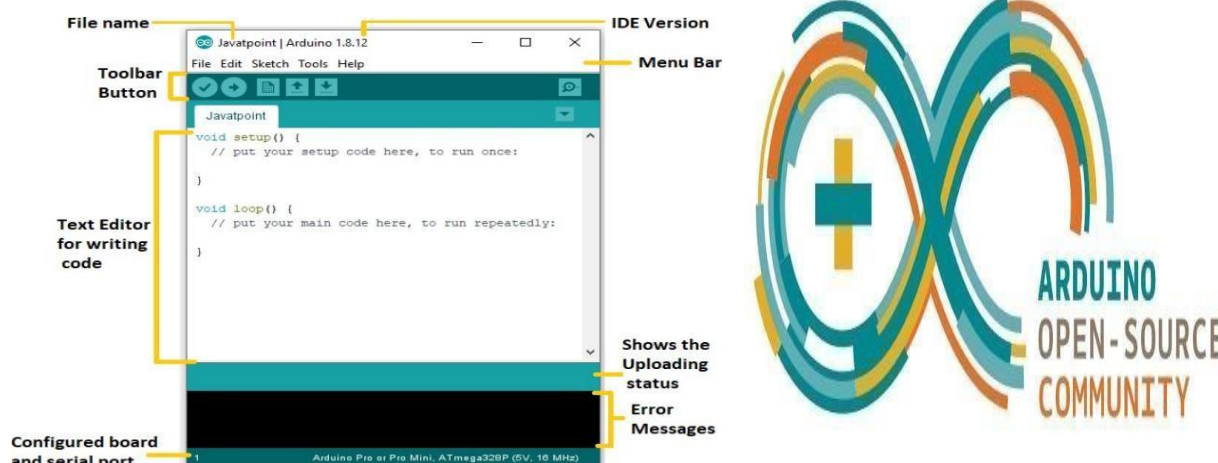 File name
IDE Version
Javatpoint | Arduino 1.8.12
File Edit Sketch Tools Help
Menu Bar
Toolbar
Button
Javatpoint
void setup() {
// put your setup code here, to run once:
}
void loop() {
// put your main code here, to run repeatedly:
}
Text Editor
for writing
code
Shows the
Uploading
status
Error
Messages
Configured board
and serial port
1
Arduino Pro or Pro Mini, ATmega328P (5V, 16 MHz)
ARDUINO
OPEN-SOURCE
COMMUNITY